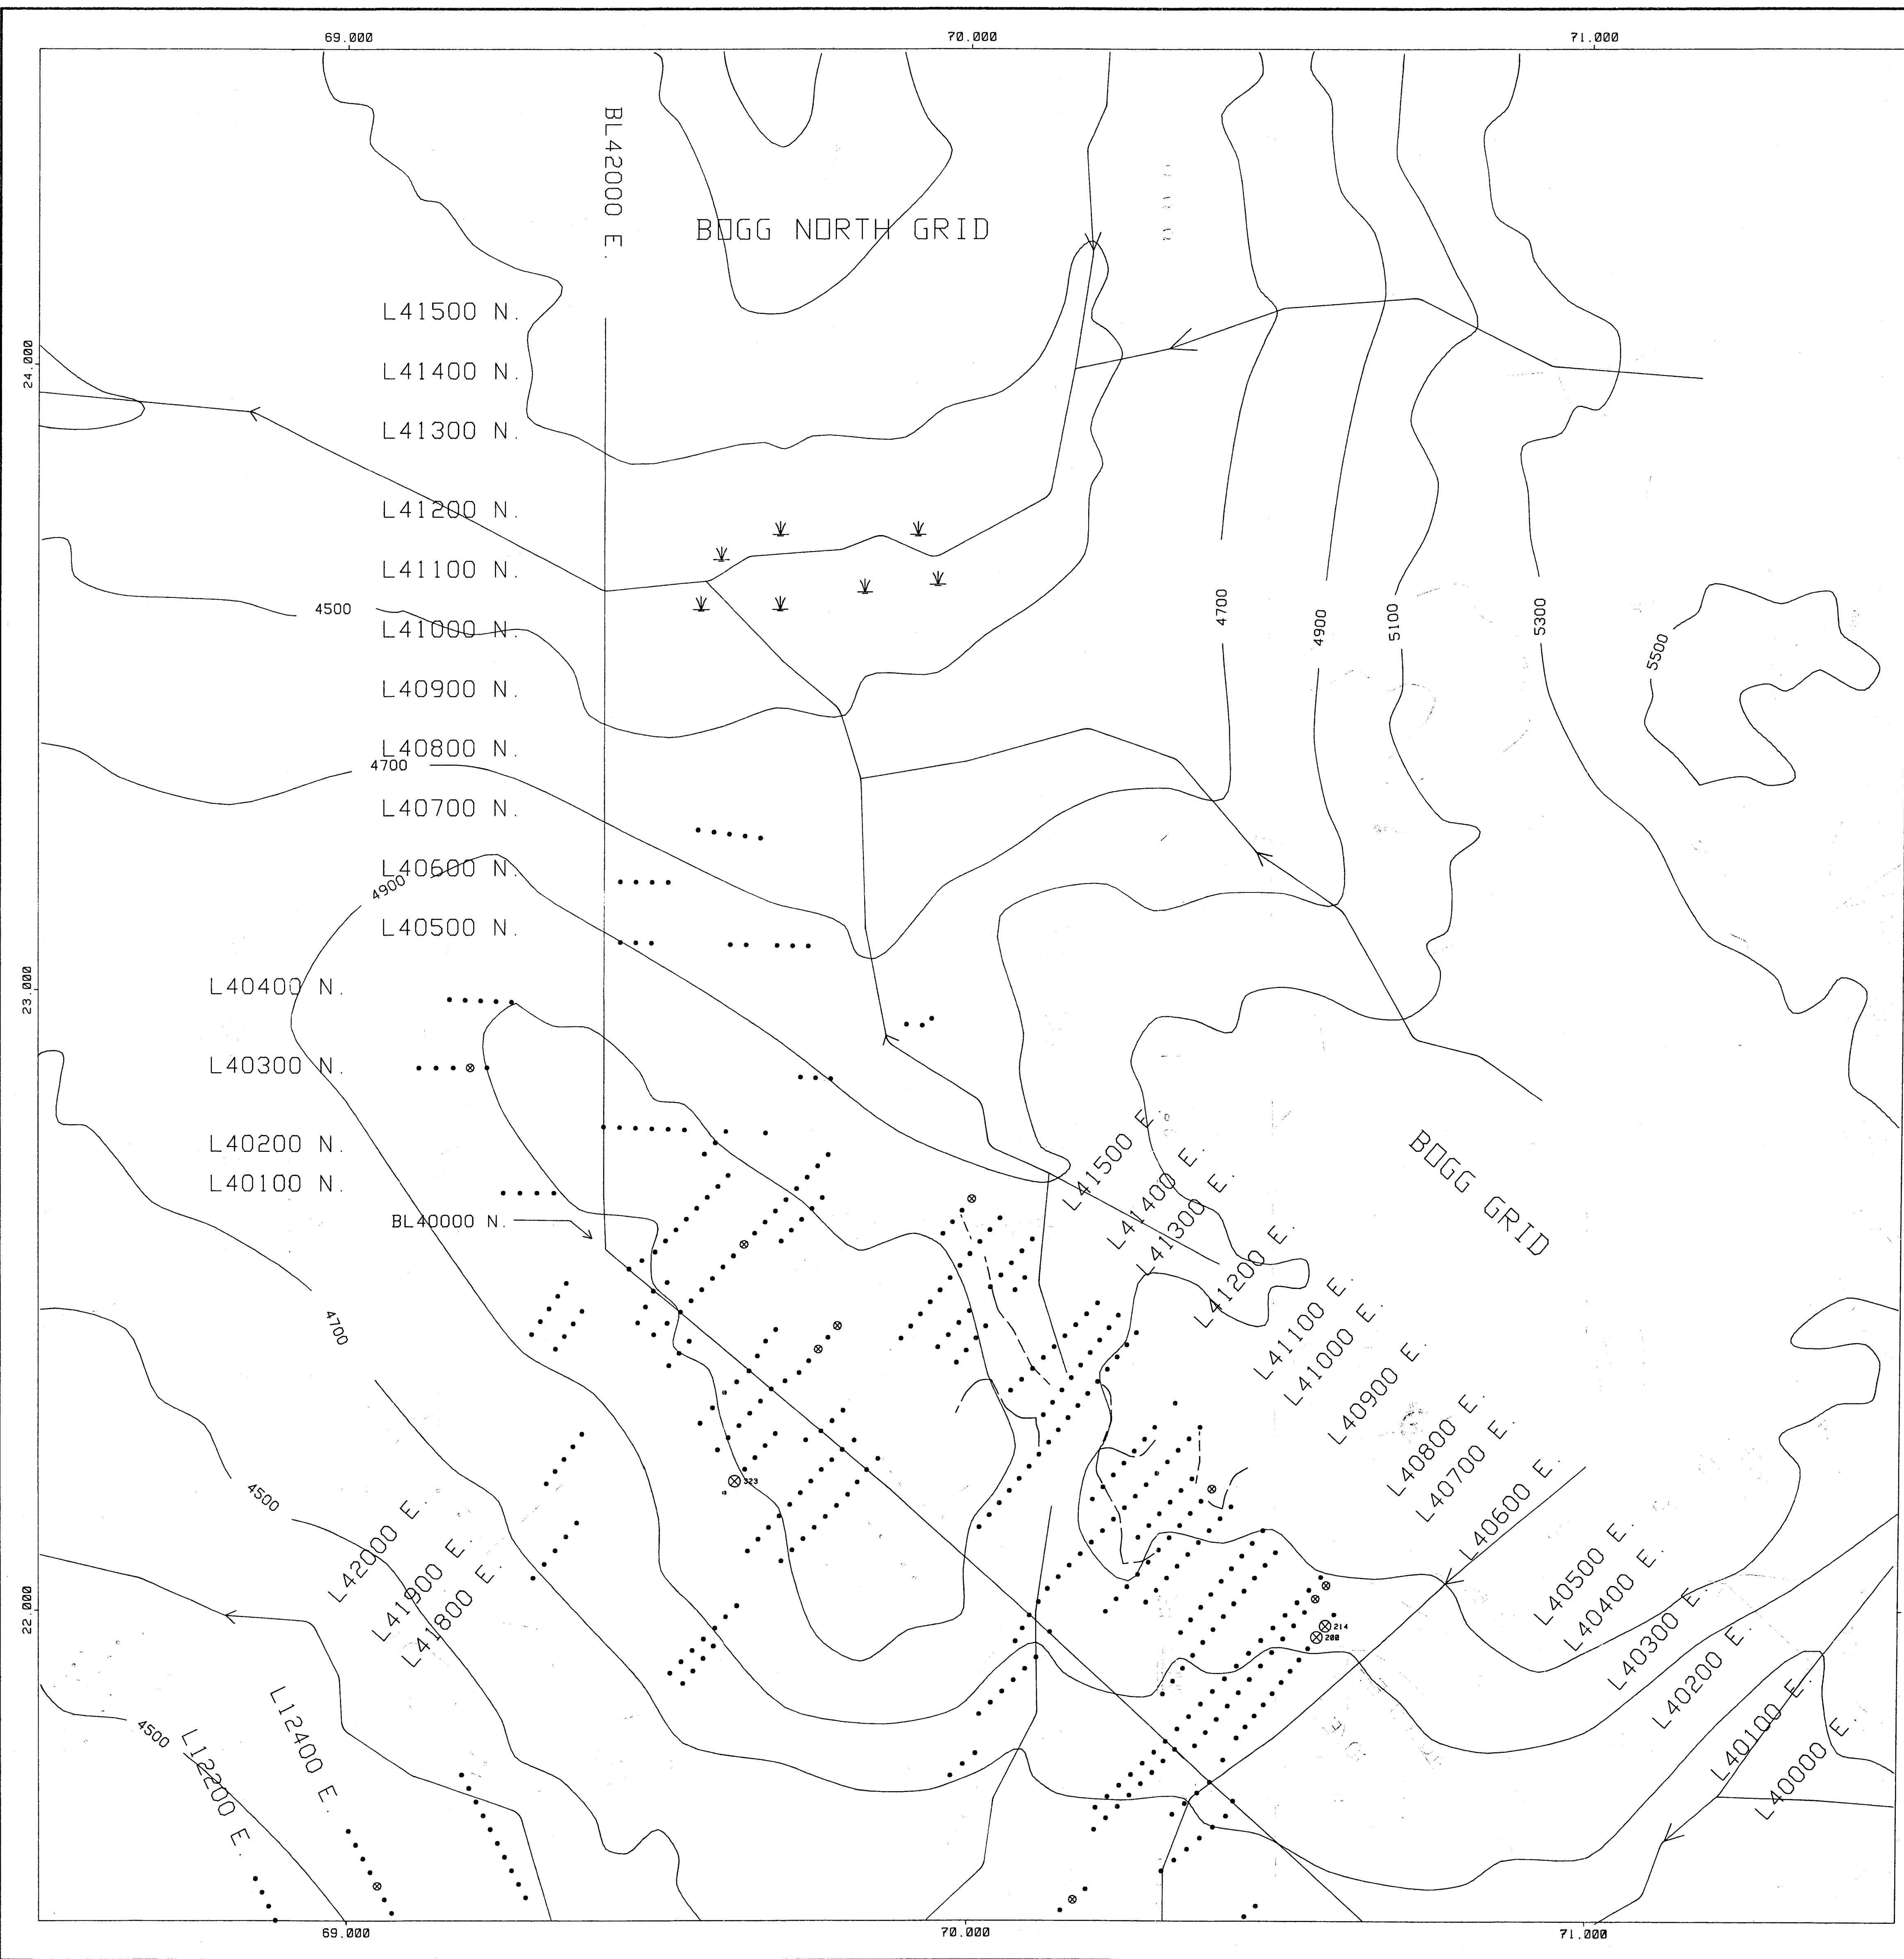 69.000
70.000
71.000
BL42000 E.
BOGG NORTH GRID
L41500 N.
24.000
L41400 N.
L41300 N.
L41200 N.
L41100 N.
4500
L41000 N.
4700
4900
5100
5300
5500
L40900 N.
L40800 N.
4700
L40700 N.
L40600 N.
4900
L40500 N.
23.000
L40400 N.
L40300 N.
L40200 N.
L40100 N.
BL40000 N.
BOGG GRID
L41500 E.
L41400 E.
L41300 E.
L41200 E.
L41100 E.
L41000 E.
L40900 E.
L40800 E.
L40700 E.
L40600 E.
L40500 E.
L40400 E.
L40300 E.
L40200 E.
L40100 E.
L40000 E.
4700
323
4500
L42000 E.
L41900 E.
L41800 E.
22.000
214
200
4500
L12400 E.
L12200 E.
69.000
70.000
71.000